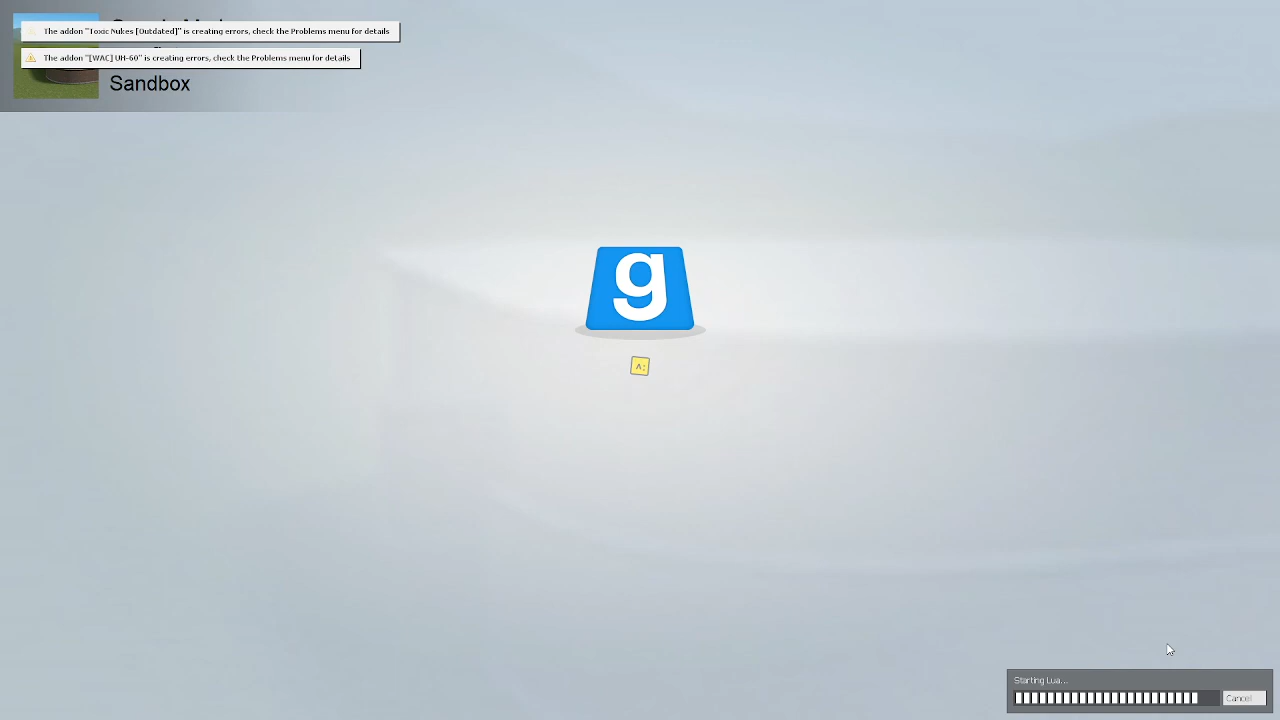 The addon "Toxic Nukes [Outdated]" is creating errors, check the Problems menu for details
The addon "[WAC] UH-60" is creating errors, check the Problems menu for details
Sandbox
g
^:
Starting Lua...
Cancel